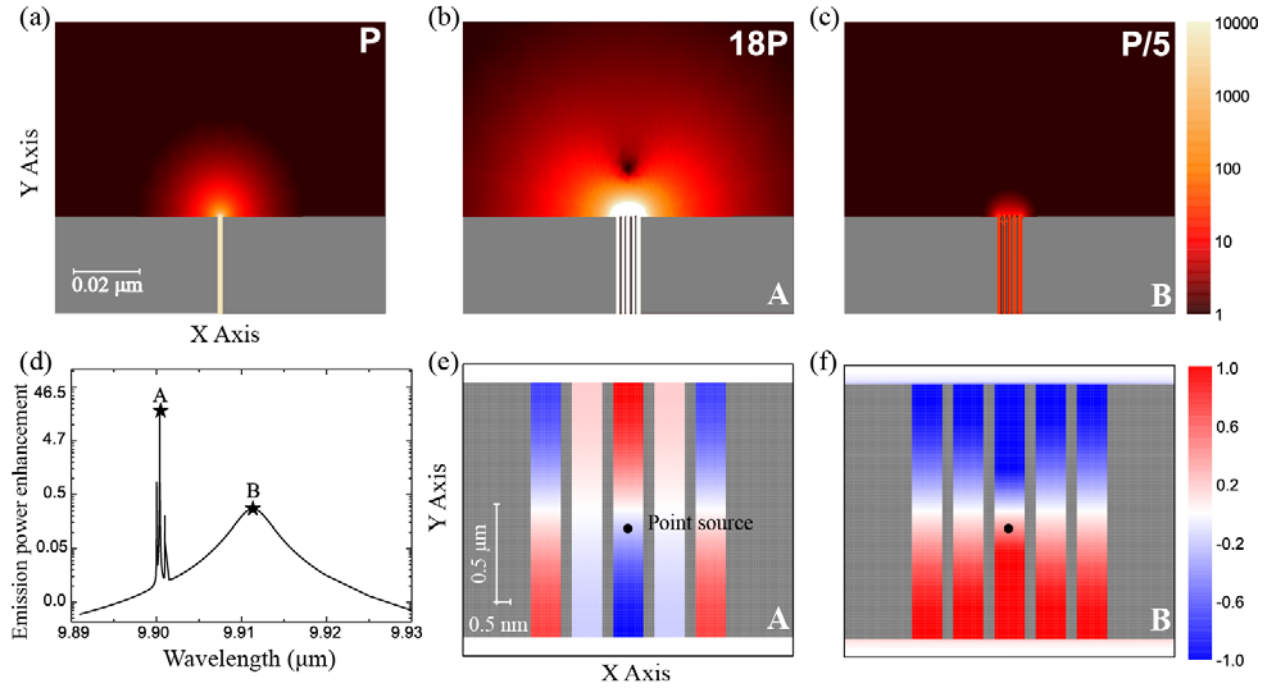 (a)
P
(b)
18P
(c)
P/5
10000
1000
100
10
1
Y Axis
0.02 μm
A
B
X Axis
(d)
46.5
4.7
0.5
0.05
0.0
Emission power enhancement
A
B
9.89
9.90
9.91
9.92
9.93
Wavelength (μm)
(e)
Y Axis
Point source
0.5 μm
0.5 nm
A
X Axis
(f)
B
1.0
0.6
0.2
-0.2
-0.6
-1.0